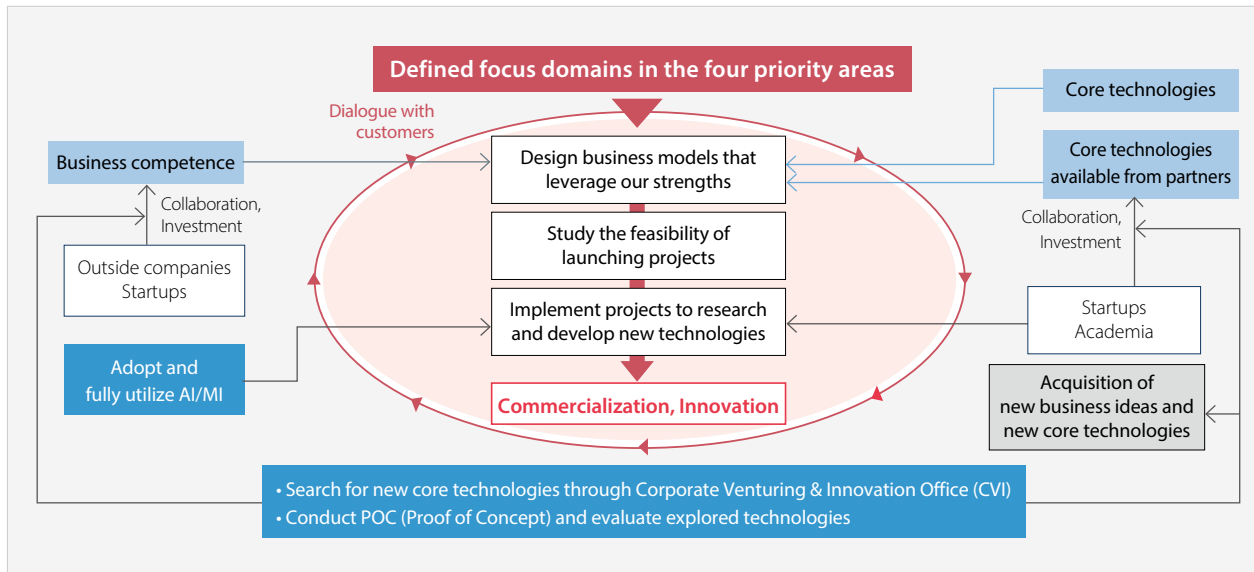 Defined focus domains in the four priority areas
Dialogue with
customers
Core technologies
Business competence
Design business models that
leverage our strengths
Core technologies
available from partners
Collaboration,
Investment
Collaboration,
Investment
Study the feasibility of
launching projects
Outside companies
Startups
Implement projects to research
and develop new technologies
Startups
Academia
Adopt and
fully utilize AI/MI
Commercialization, Innovation
Acquisition of
new business ideas and
new core technologies
• Search for new core technologies through Corporate Venturing & Innovation Office (CVI)
• Conduct POC (Proof of Concept) and evaluate explored technologies